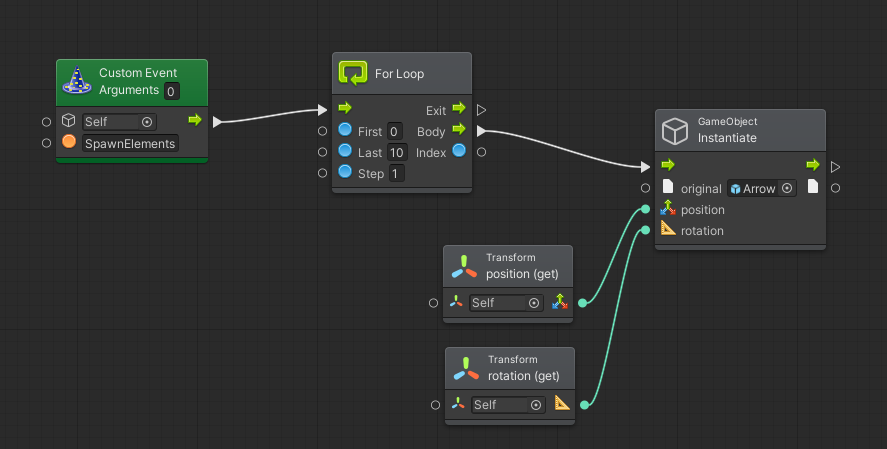 Custom Event
Arguments 0
Self
SpawnElements
For Loop
Exit
First 0 Body
Last 10 Index
Step 1
GameObject
Instantiate
original Arrow
position
rotation
Transform
position (get)
Self
Transform
rotation (get)
Self